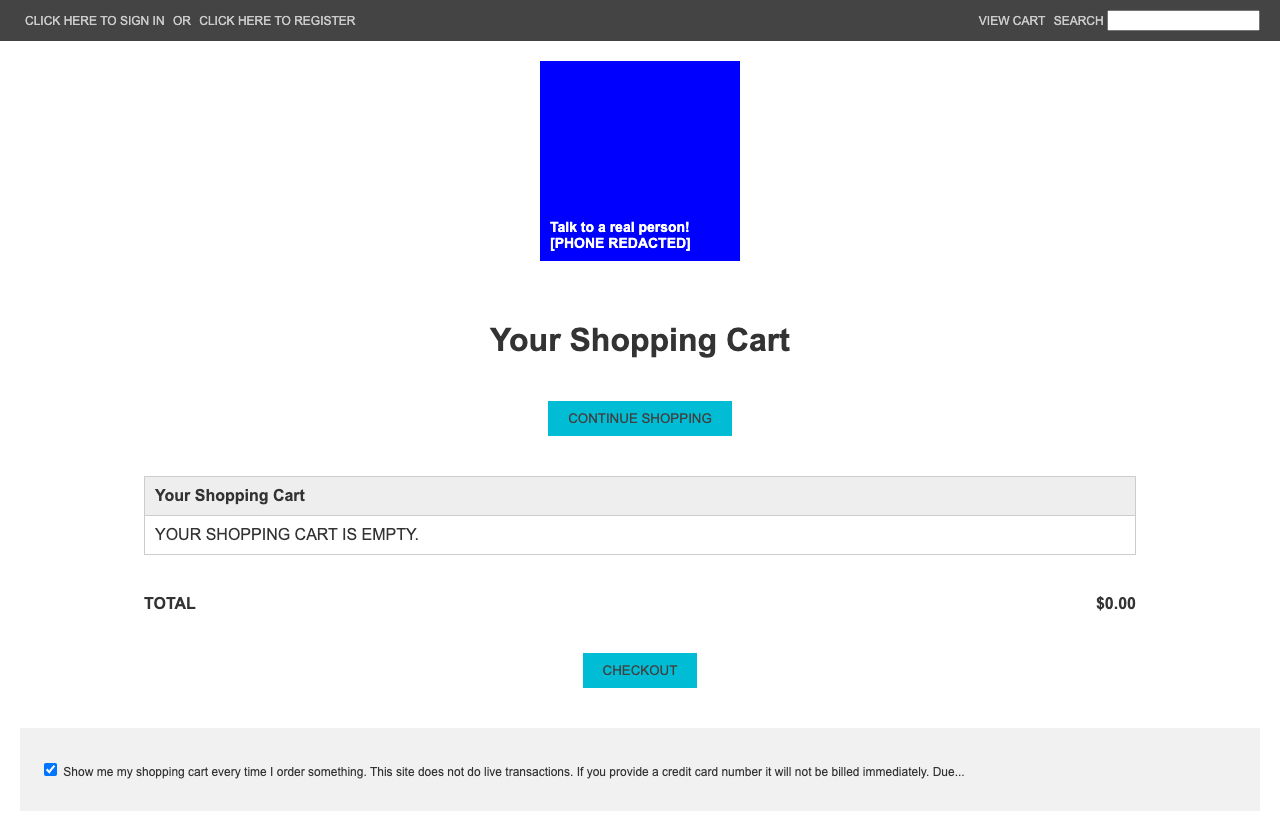 CLICK HERE TO SIGN IN OR CLICK HERE TO REGISTER
VIEW CART SEARCH
Talk to a real person!
[PHONE REDACTED]
Your Shopping Cart
CONTINUE SHOPPING
Your Shopping Cart
YOUR SHOPPING CART IS EMPTY.
TOTAL $0.00
CHECKOUT
Show me my shopping cart every time I order something. This site does not do live transactions. If you provide a credit card number it will not be billed immediately. Due...